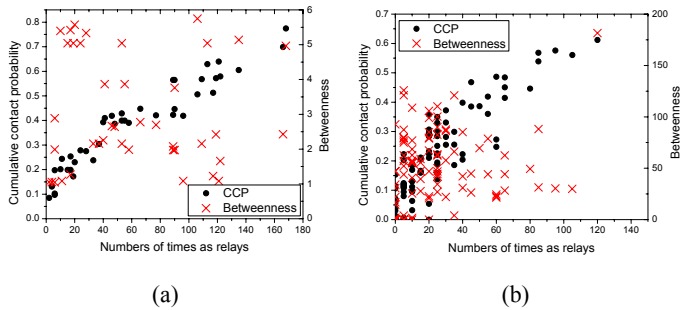 (a)
0.8
0.7
0.6
0.5
0.4
0.3
0.2
0.1
0.0
Cumulative contact probability
6
5
4
3
2
1
0
Betweenness
CCP
Betweenness
0 20 40 60 80 100 120 140 160 180
Numbers of times as relays
(b)
0.7
0.6
0.5
0.4
0.3
0.2
0.1
0.0
Cumulative contact probability
200
150
100
50
0
Betweenness
CCP
Betweenness
0 20 40 60 80 100 120 140
Numbers of times as relays
(a)
(b)